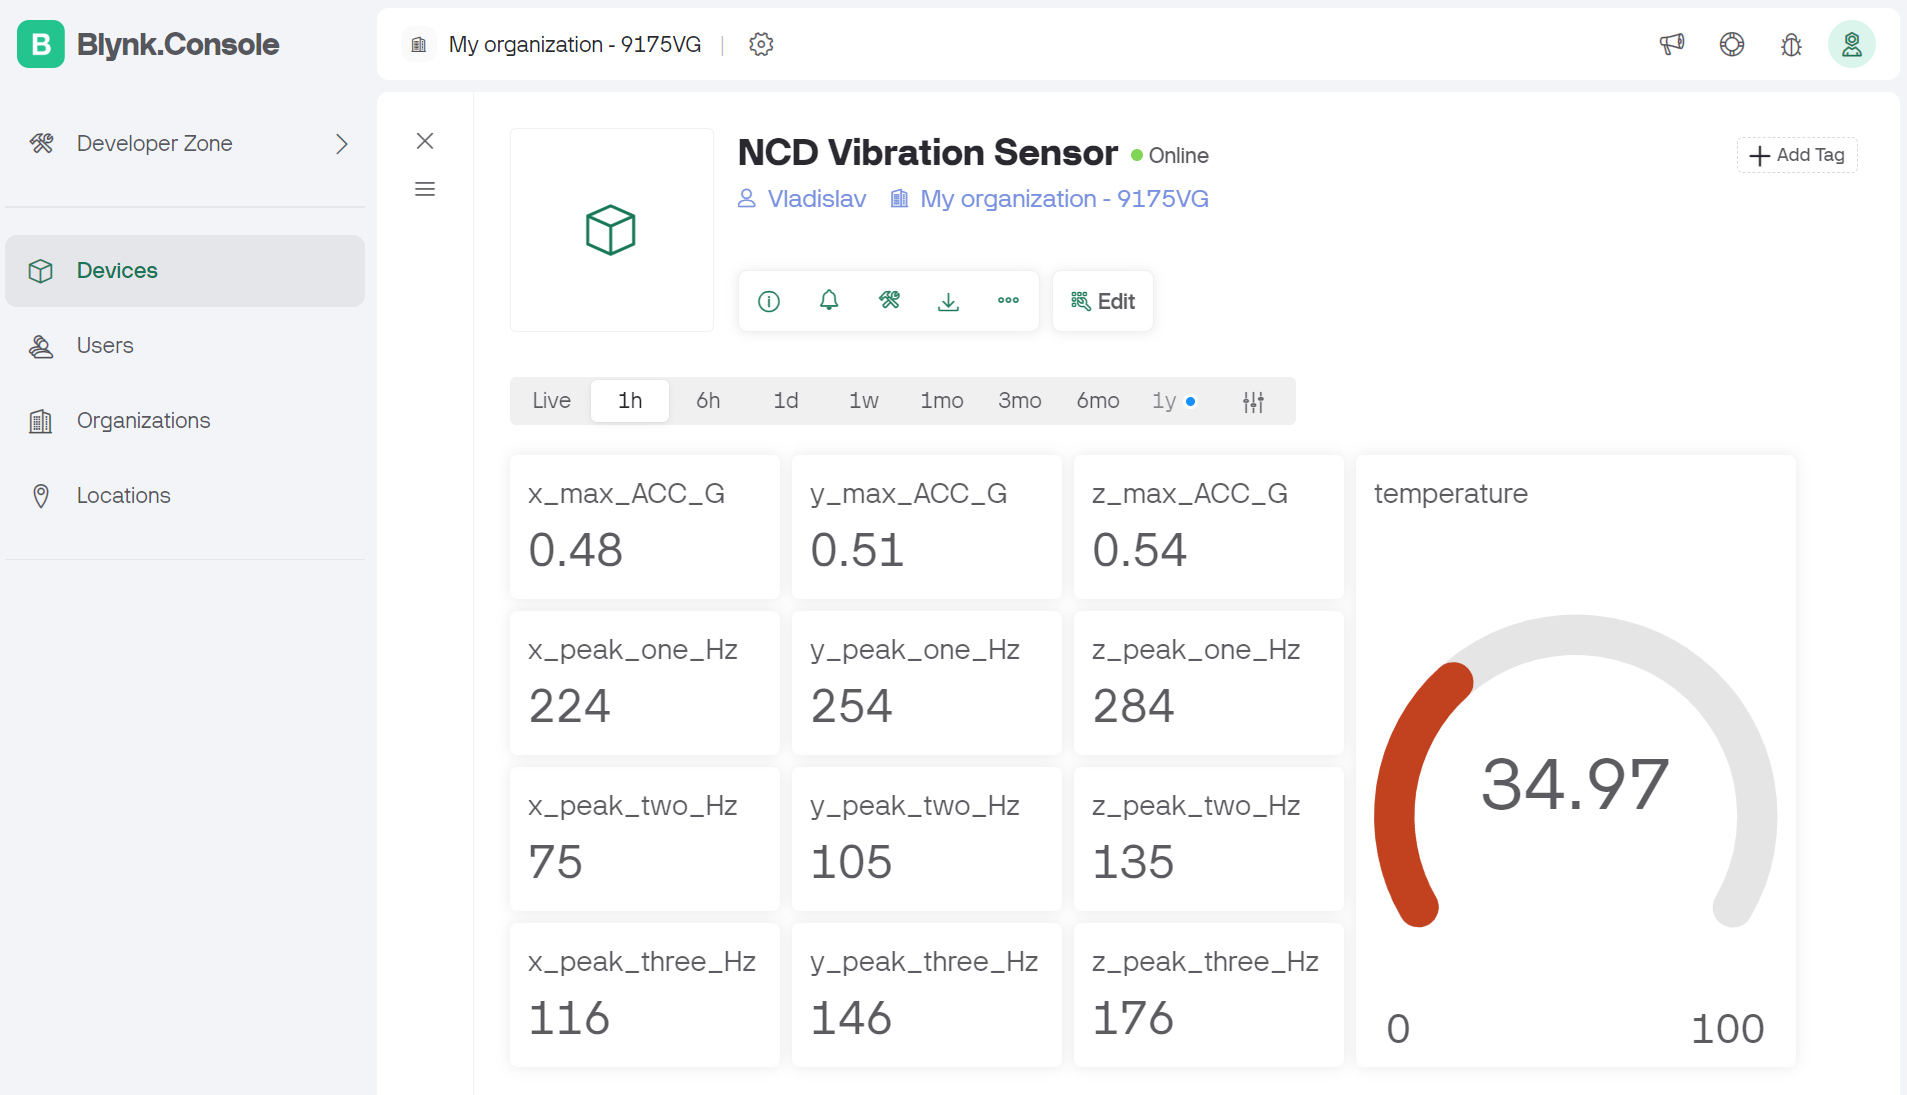 B Blynk.Console
My organization - 9175VG
Developer Zone
Devices
Users
Organizations
Locations
NCD Vibration Sensor Online
Vladislav My organization - 9175VG
Add Tag
Edit
Live 1h 6h 1d 1w 1mo 3mo 6mo 1y
x_max_ACC_G
0.48
y_max_ACC_G
0.51
z_max_ACC_G
0.54
x_peak_one_Hz
224
y_peak_one_Hz
254
z_peak_one_Hz
284
x_peak_two_Hz
75
y_peak_two_Hz
105
z_peak_two_Hz
135
x_peak_three_Hz
116
y_peak_three_Hz
146
z_peak_three_Hz
176
temperature
34.97
0 100